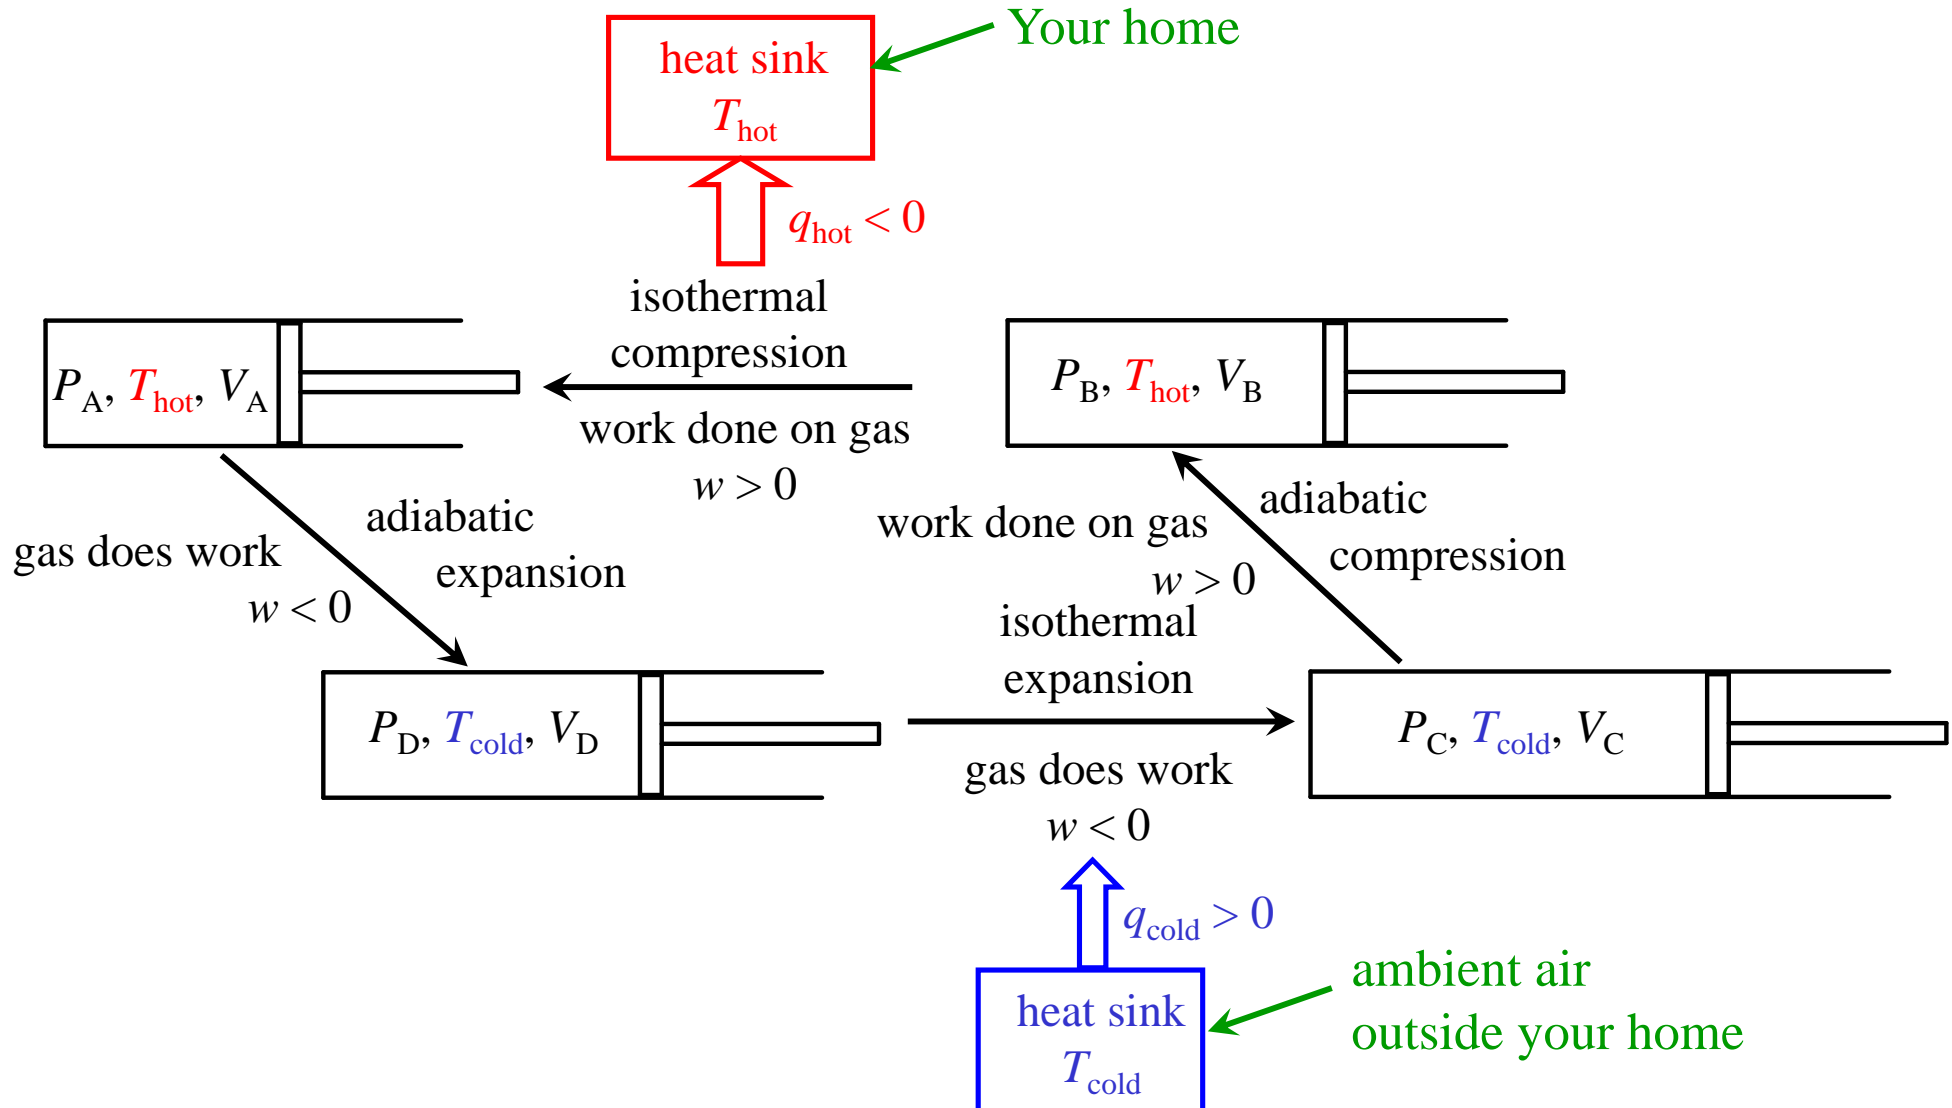 Your home
heat sink
T_hot
q_hot < 0
isothermal
compression
P_A, T_hot, V_A
P_B, T_hot, V_B
work done on gas
w > 0
adiabatic
expansion
gas does work
w < 0
adiabatic
compression
work done on gas
w > 0
isothermal
expansion
P_D, T_cold, V_D
P_C, T_cold, V_C
gas does work
w < 0
q_cold > 0
heat sink
T_cold
ambient air
outside your home